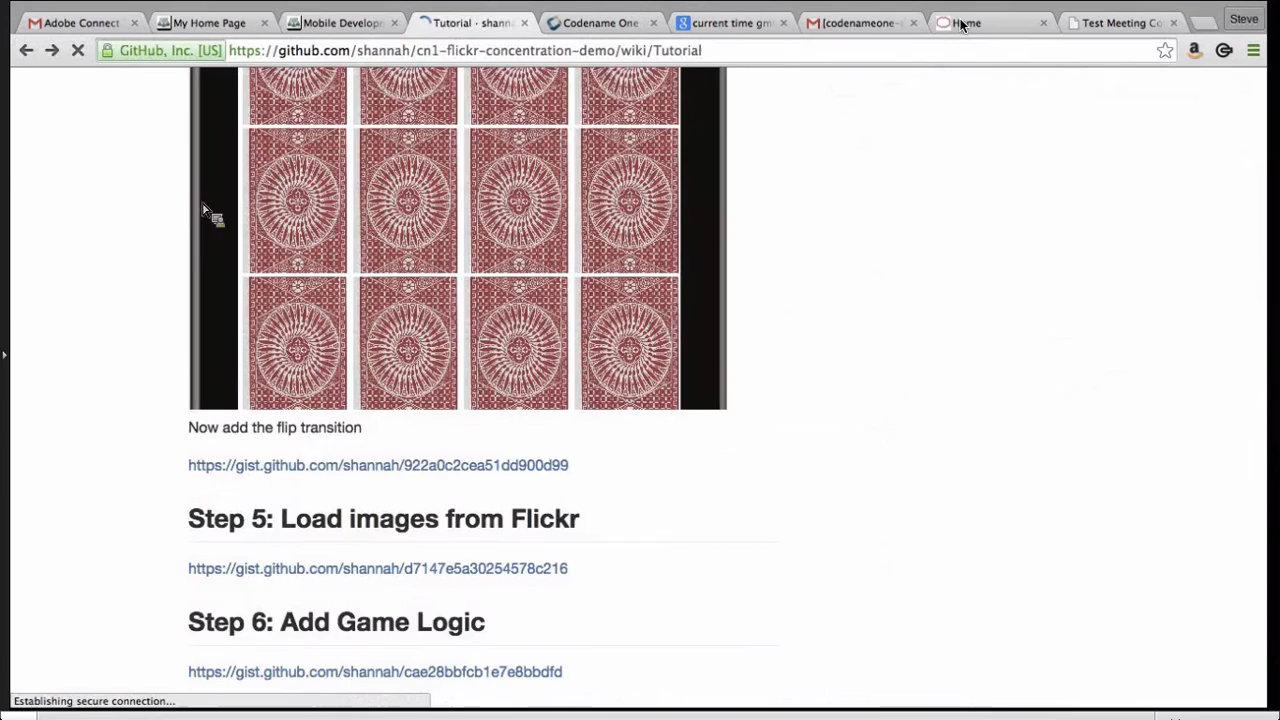 Adobe Connect
My Home Page
Mobile Develop
Tutorial · shann
Codename One
current time gm
[codenameone-
Home
Test Meeting Co
Steve
GitHub, Inc. [US]
https://github.com/shannah/cn1-flickr-concentration-demo/wiki/Tutorial
Now add the flip transition
https://gist.github.com/shannah/922a0c2cea51dd900d99
Step 5: Load images from Flickr
https://gist.github.com/shannah/d7147e5a30254578c216
Step 6: Add Game Logic
https://gist.github.com/shannah/cae28bbfcb1e7e8bbdfd
Establishing secure connection...